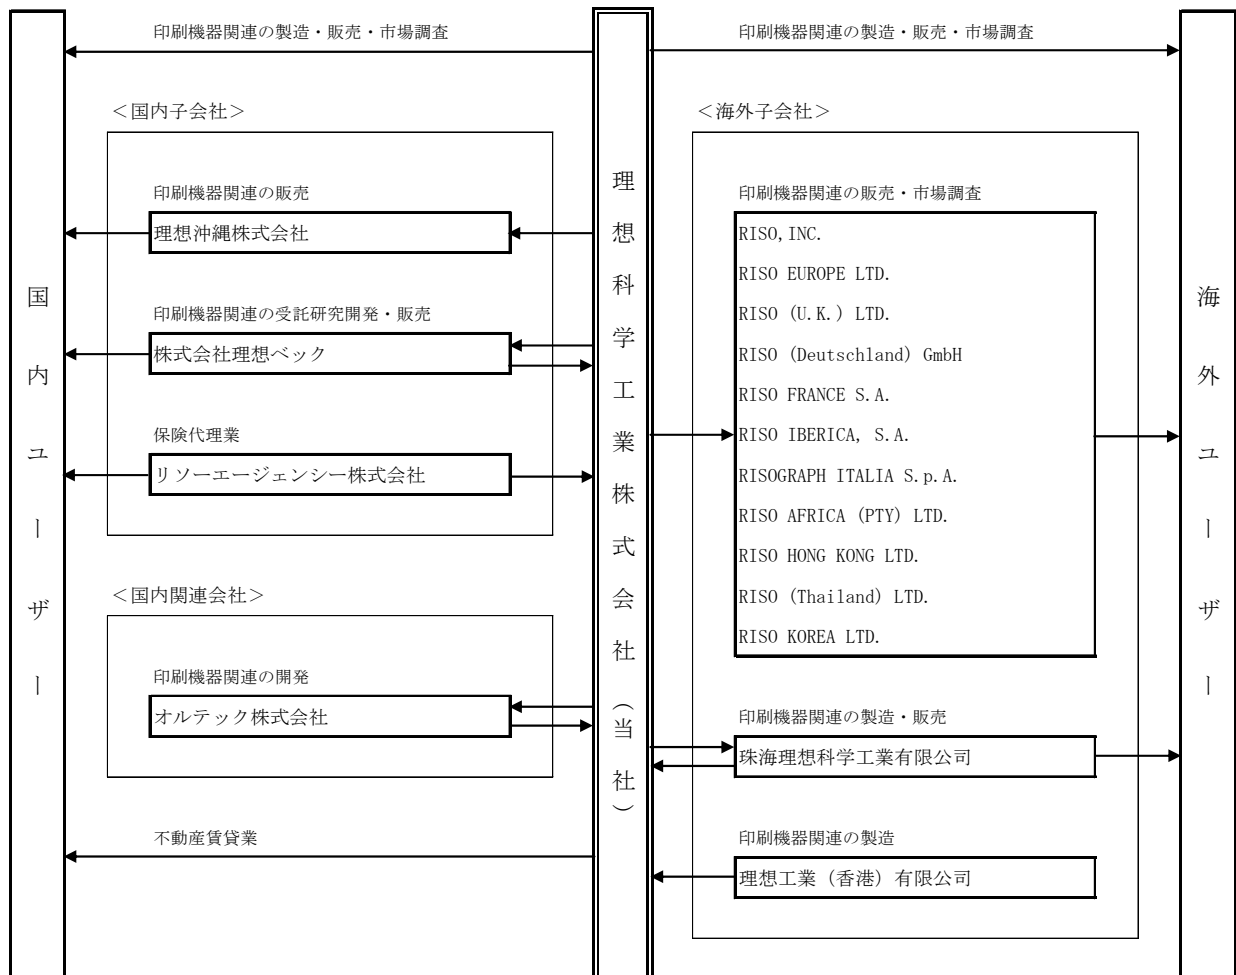 国内ユーザー
印刷機器関連の製造・販売・市場調査
＜国内子会社＞
印刷機器関連の販売
理想沖縄株式会社
印刷機器関連の受託研究開発・販売
株式会社理想ベック
保険代理業
リソーエージェンシー株式会社
＜国内関連会社＞
印刷機器関連の開発
オルテック株式会社
不動産賃貸業
理想科学工業株式会社（当社）
印刷機器関連の製造・販売・市場調査
＜海外子会社＞
印刷機器関連の販売・市場調査
RISO,INC.
RISO EUROPE LTD.
RISO (U.K.) LTD.
RISO (Deutschland) GmbH
RISO FRANCE S.A.
RISO IBERICA, S.A.
RISOGRAPH ITALIA S.p.A.
RISO AFRICA (PTY) LTD.
RISO HONG KONG LTD.
RISO (Thailand) LTD.
RISO KOREA LTD.
印刷機器関連の製造・販売
珠海理想科学工業有限公司
印刷機器関連の製造
理想工業（香港）有限公司
海外ユーザー